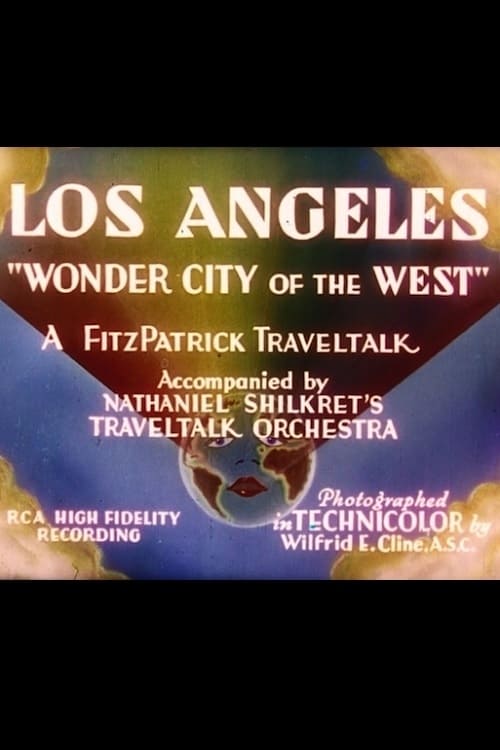 LOS ANGELES
"WONDER CITY OF THE WEST"
A FITZPATRICK TRAVELTALK
Accompanied by
NATHANIEL SHILKRET'S
TRAVELTALK ORCHESTRA
RCA HIGH FIDELITY
RECORDING
Photographed
in TECHNICOLOR by
Wilfrid E. Cline, A.S.C.